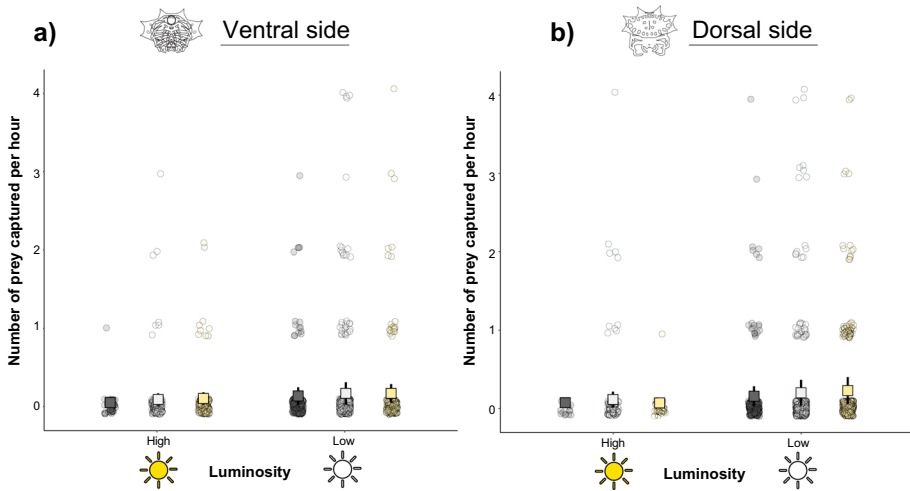 a)
Ventral side
Number of prey captured per hour
4
3
2
1
0
High
Low
Luminosity
b)
Dorsal side
Number of prey captured per hour
4
3
2
1
0
High
Low
Luminosity